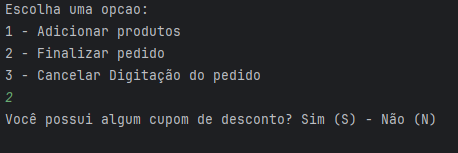 Escolha uma opcao:
1 - Adicionar produtos
2 - Finalizar pedido
3 - Cancelar Digitação do pedido
2
Você possui algum cupom de desconto? Sim (S) - Não (N)